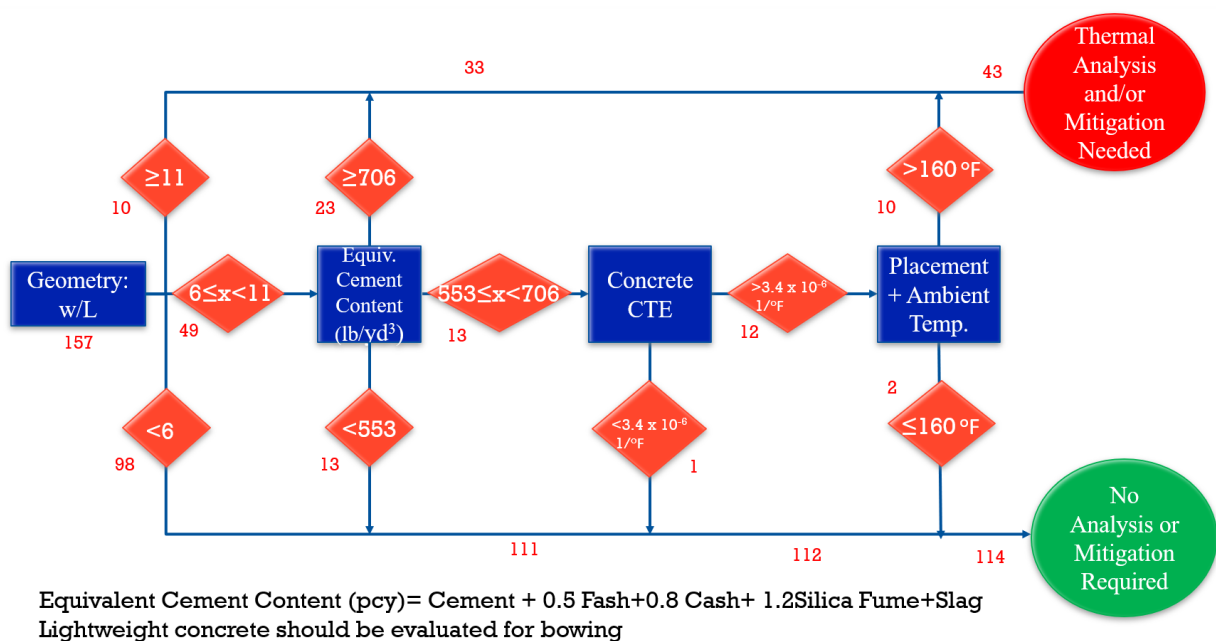 33
43
Thermal
Analysis
and/or
Mitigation
Needed
≥11
10
≥706
23
>160 ºF
10
Geometry:
w/L
157
6≤x<11
49
Equiv.
Cement
Content
(lb/yd³)
553≤x<706
13
Concrete
CTE
>3.4 x 10⁻⁶
1/ºF
12
Placement
+ Ambient
Temp.
<6
98
<553
13
<3.4 x 10⁻⁶
1/ºF
1
2
≤160 ºF
111
112
114
No
Analysis or
Mitigation
Required
Equivalent Cement Content (pcy)= Cement + 0.5 Fash+0.8 Cash+ 1.2Silica Fume+Slag
Lightweight concrete should be evaluated for bowing